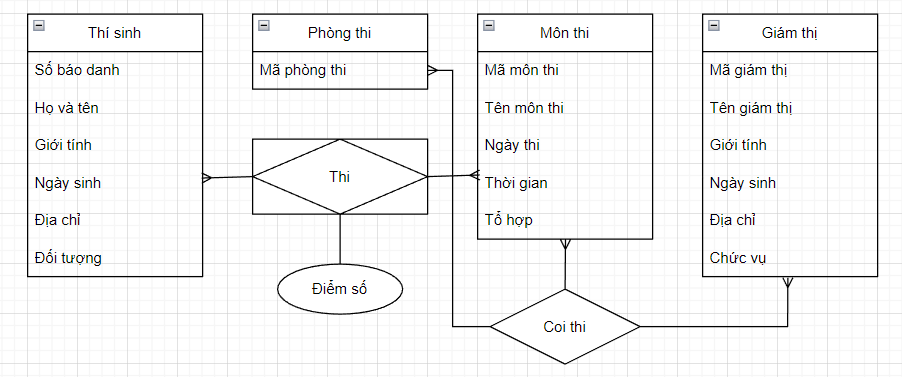 Thí sinh
Số báo danh
Họ và tên
Giới tính
Ngày sinh
Địa chỉ
Đối tượng
Phòng thi
Mã phòng thi
Môn thi
Mã môn thi
Tên môn thi
Ngày thi
Thời gian
Tổ hợp
Giám thị
Mã giám thị
Tên giám thị
Giới tính
Ngày sinh
Địa chỉ
Chức vụ
Thi
Điểm số
Coi thi